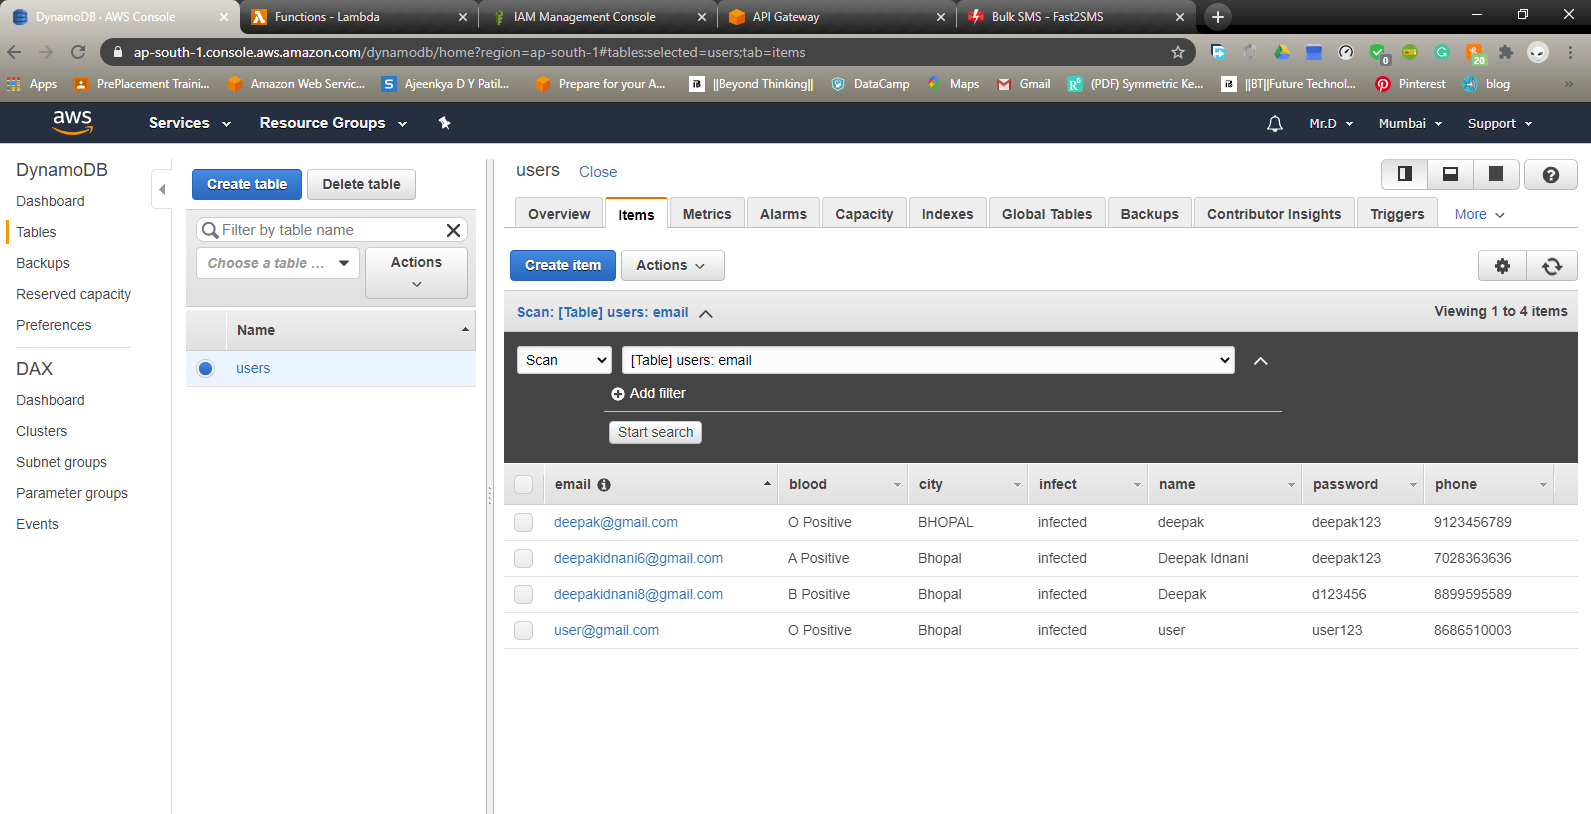 DynamoDB · AWS Console
Functions - Lambda
IAM Management Console
API Gateway
Bulk SMS - Fast2SMS
ap-south-1.console.aws.amazon.com/dynamodb/home?region=ap-south-1#tables:selected=users;tab=items
0
20
Apps
PrePlacement Traini...
Amazon Web Servic...
S
Ajeenkya D Y Patil...
Prepare for your A...
||Beyond Thinking||
DataCamp
Maps
Gmail
(PDF) Symmetric Ke...
||BT||Future Technol...
Pinterest
blog
»
aws
Services
Resource Groups
Mr.D
Mumbai
Support
DynamoDB
Dashboard
Tables
Backups
Reserved capacity
Preferences
DAX
Dashboard
Clusters
Subnet groups
Parameter groups
Events
Create table
Delete table
Filter by table name
Choose a table ...
Actions
Name
users
users Close
Overview
Items
Metrics
Alarms
Capacity
Indexes
Global Tables
Backups
Contributor Insights
Triggers
More
Create item
Actions
Scan: [Table] users: email
Viewing 1 to 4 items
Scan
[Table] users: email
Add filter
Start search
email blood city infect name password phone
deepak@gmail.com O Positive BHOPAL infected deepak deepak123 9123456789
deepakidnani6@gmail.com A Positive Bhopal infected Deepak Idnani deepak123 7028363636
deepakidnani8@gmail.com B Positive Bhopal infected Deepak d123456 8899595589
user@gmail.com O Positive Bhopal infected user user123 8686510003